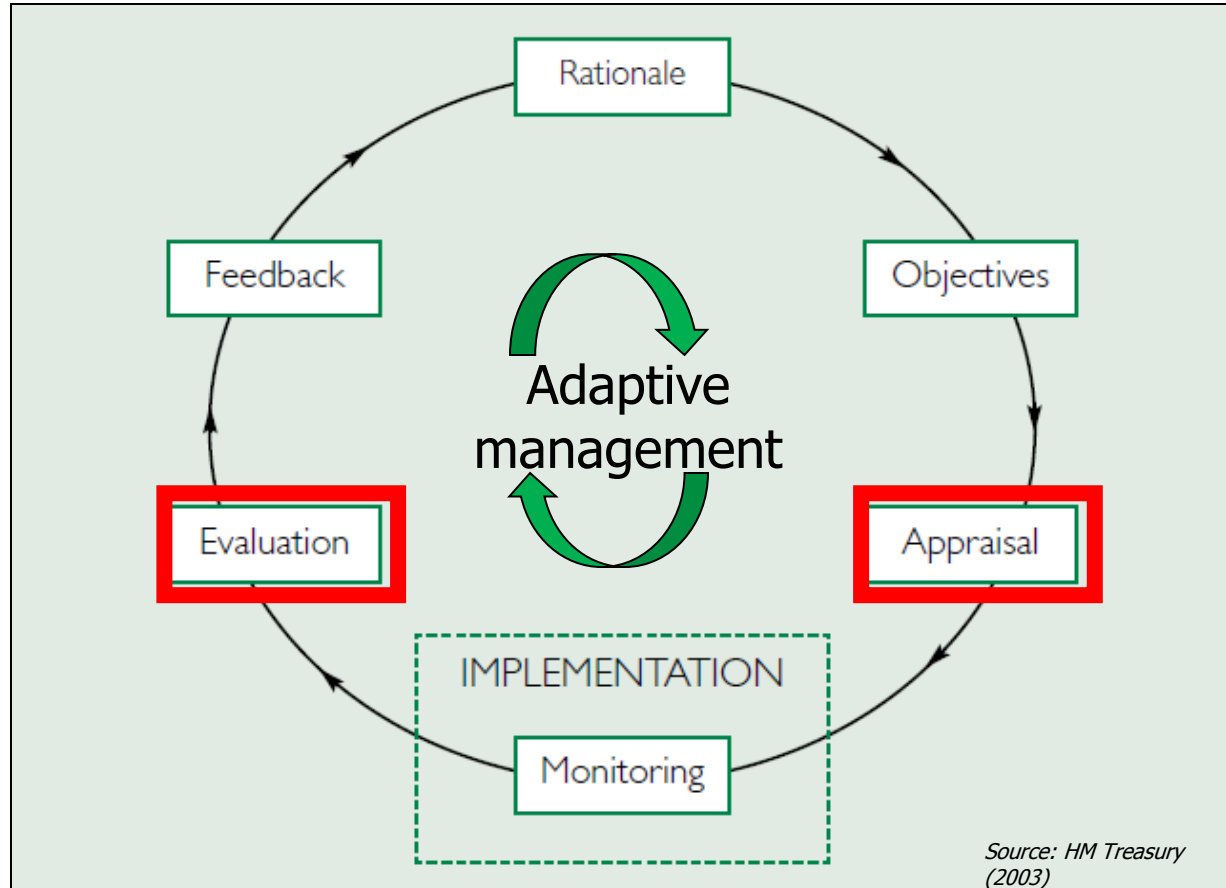 Rationale
Feedback
Objectives
Adaptive
management
Evaluation
Appraisal
IMPLEMENTATION
Monitoring
Source: HM Treasury
(2003)